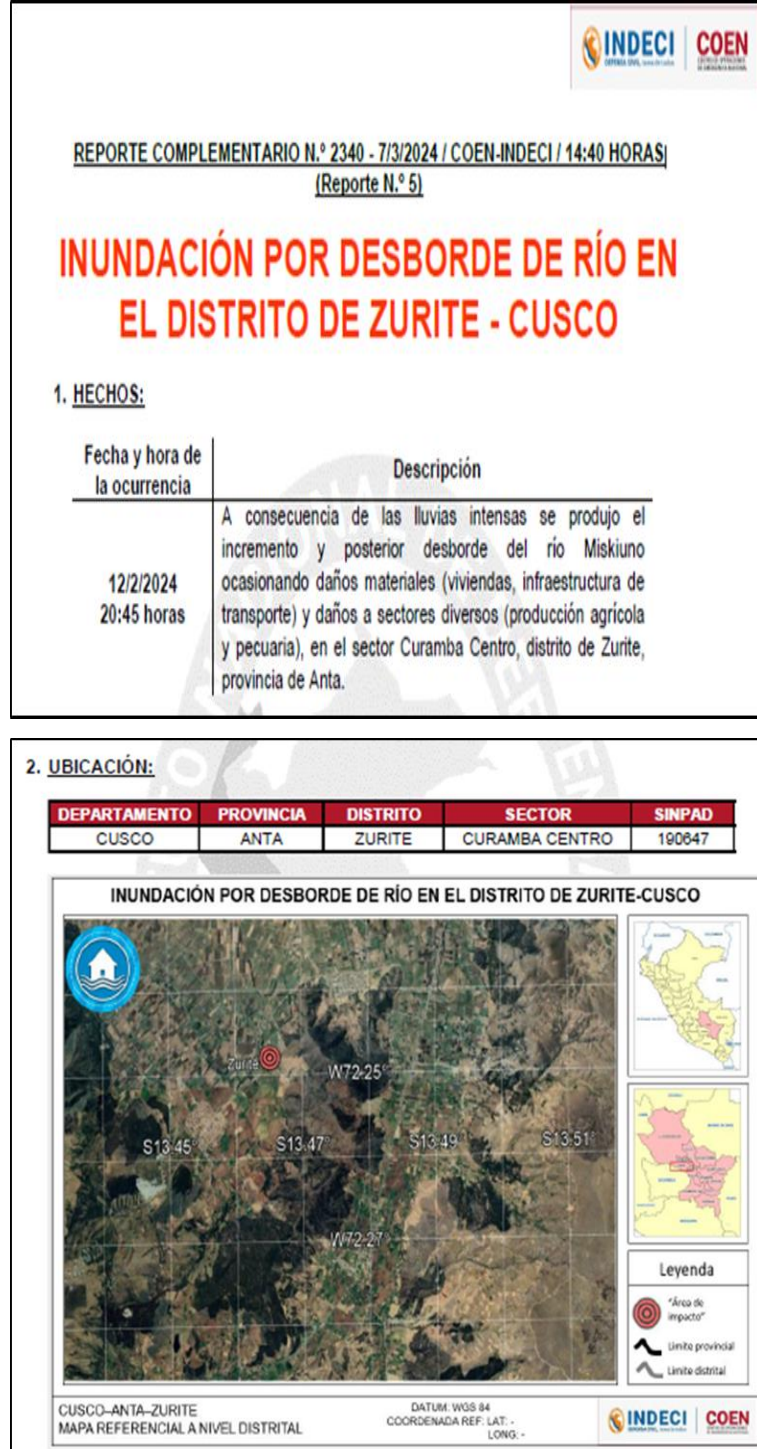 INDECI
COEN
REPORTE COMPLEMENTARIO N.º 2340 - 7/3/2024 / COEN-INDECI / 14:40 HORAS
(Reporte N.º 5)
INUNDACIÓN POR DESBORDE DE RÍO EN
EL DISTRITO DE ZURITE - CUSCO
1. HECHOS:
Fecha y hora de
la ocurrencia
Descripción
12/2/2024
20:45 horas
A consecuencia de las lluvias intensas se produjo el
incremento y posterior desborde del río Miskiuno
ocasionando daños materiales (viviendas, infraestructura de
transporte) y daños a sectores diversos (producción agrícola
y pecuaria), en el sector Curamba Centro, distrito de Zurite,
provincia de Anta.
2. UBICACIÓN:
DEPARTAMENTO PROVINCIA DISTRITO SECTOR SINPAD
CUSCO ANTA ZURITE CURAMBA CENTRO 190647
INUNDACIÓN POR DESBORDE DE RÍO EN EL DISTRITO DE ZURITE-CUSCO
Zurite
W72.25°
S13.45° S13.47° S13.49 S13.51°
W72.27°
Leyenda
"Área de
impacto"
Limite provincial
Limite distrital
CUSCO–ANTA–ZURITE
MAPA REFERENCIAL A NIVEL DISTRITAL
DATUM: WGS 84
COORDENADA REF: LAT: -
LONG: -
INDECI
COEN